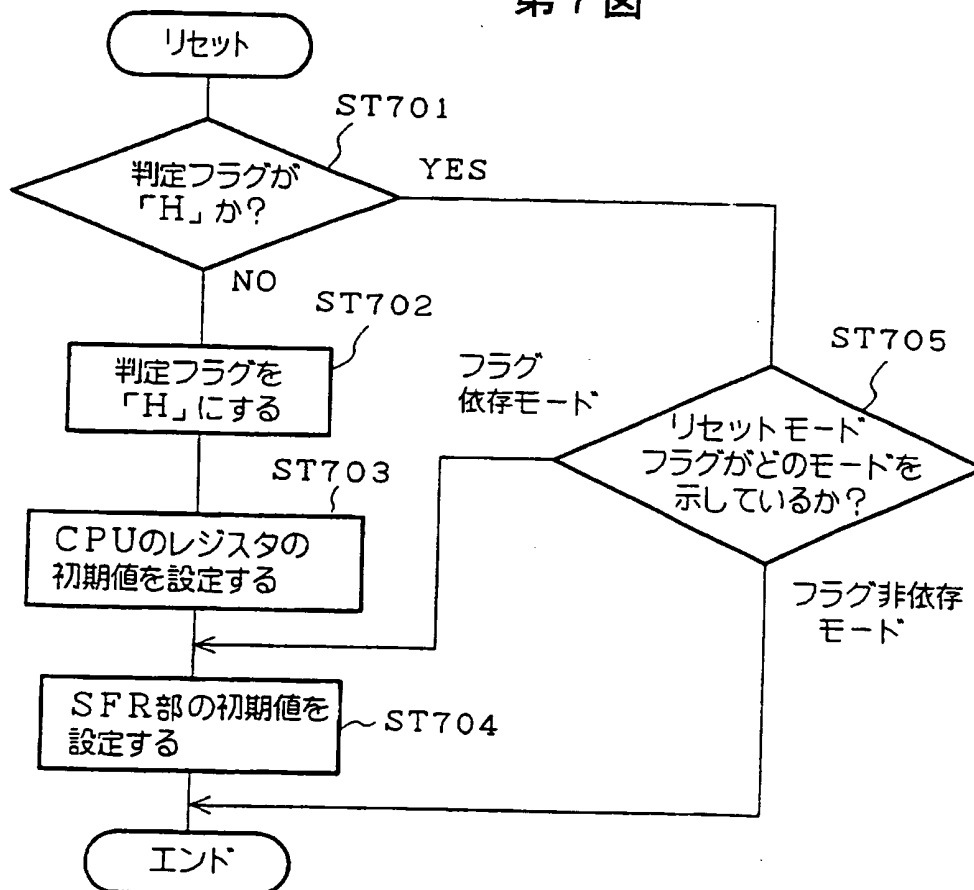 第7図
リセット
ST701
判定フラグが
「H」か?
YES
NO
ST702
判定フラグを
「H」にする
ST703
CPUのレジスタの
初期値を設定する
フラグ
依存モード
ST705
リセットモード
フラグがどのモードを
示しているか?
フラグ非依存
モード
SFR部の初期値を
設定する
ST704
エンド